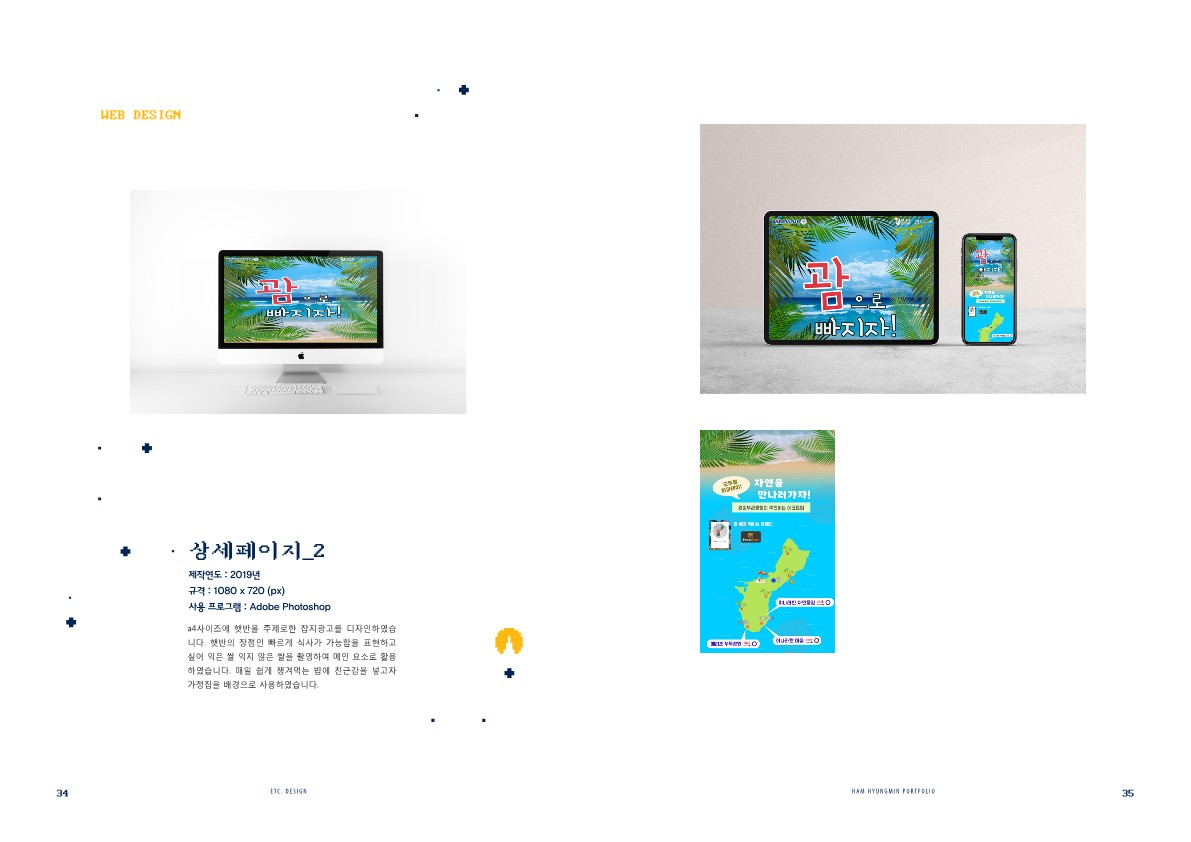 WEB DESIGN
괌으로
빠지자!
상세페이지_2
제작연도 : 2019년
규격 : 1080 x 720 (px)
사용 프로그램 : Adobe Photoshop
a4사이즈에 햇반을 주제로한 잡지광고를 디자인하였습
니다. 햇반의 장점인 빠르게 식사가 가능함을 표현하고
싶어 익은 쌀 익지 않은 쌀을 촬영하여 메인 요소로 활용
하였습니다. 매일 쉽게 챙겨먹는 밥에 친근감을 넣고자
가정집을 배경으로 사용하였습니다.
34
ETC. DESIGN
괌으로
빠지자!
괌
빠지자!
자연을
만나러가자!
HAM HYUNGMIN PORTFOLIO
35